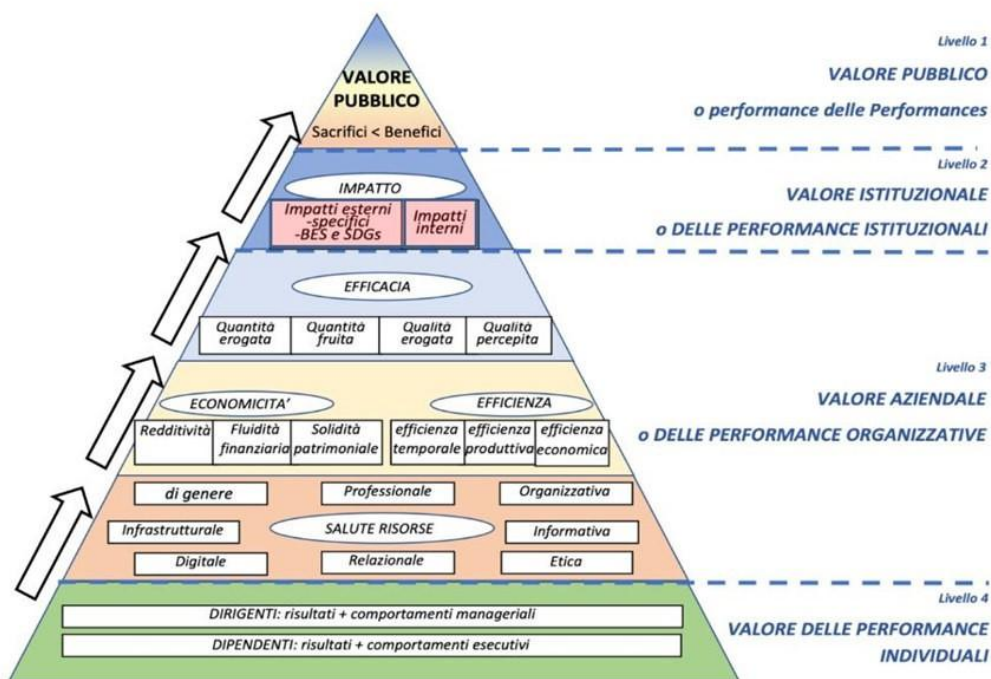 Livello 1
VALORE PUBBLICO
o performance delle Performances
VALORE
PUBBLICO
Sacrifici < Benefici
Livello 2
VALORE ISTITUZIONALE
o DELLE PERFORMANCE ISTITUZIONALI
IMPATTO
Impatti esterni
-specifici
-BES e SDGs
Impatti
interni
EFFICACIA
Quantità
erogata
Quantità
fruita
Qualità
erogata
Qualità
percepita
Livello 3
VALORE AZIENDALE
o DELLE PERFORMANCE ORGANIZZATIVE
ECONOMICITA'
EFFICIENZA
Redditività
Fluidità
finanziaria
Solidità
patrimoniale
efficienza
temporale
efficienza
produttiva
efficienza
economica
di genere
Professionale
Organizzativa
Infrastrutturale
SALUTE RISORSE
Informativa
Digitale
Relazionale
Etica
Livello 4
VALORE DELLE PERFORMANCE
INDIVIDUALI
DIRIGENTI: risultati + comportamenti manageriali
DIPENDENTI: risultati + comportamenti esecutivi